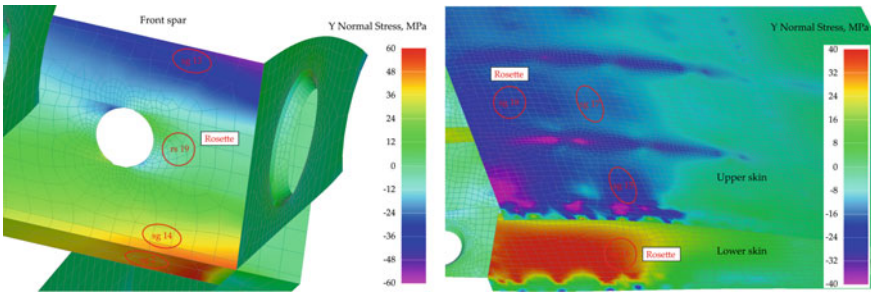 Front spar
Y Normal Stress, MPa
60
48
36
24
12
0
-12
-24
-36
-48
-60
Rosette
rs 19
sg 14
Y Normal Stress, MPa
40
32
24
16
8
0
-8
-16
-24
-32
-40
Rosette
Upper skin
Lower skin
Rosette